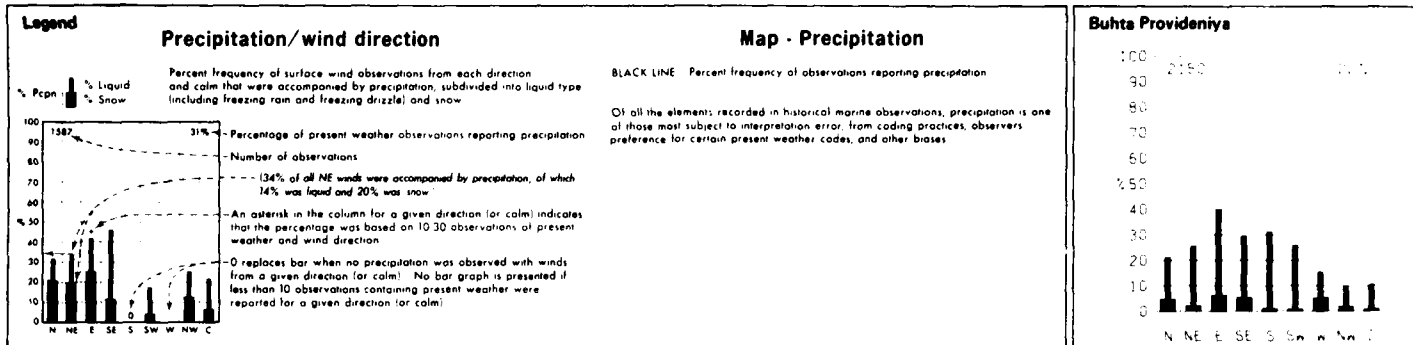 Legend
Precipitation/wind direction
% Pcpn
% Liquid
% Snow
Percent frequency of surface wind observations from each direction
and calm that were accompanied by precipitation, subdivided into liquid type
(including freezing rain and freezing drizzle) and snow
100
90
80
70
60
50
40
30
20
10
0
%
1587
31%
N NE E SE S SW W NW C
0
Percentage of present weather observations reporting precipitation
Number of observations
(34% of all NE winds were accompanied by precipitation, of which
14% was liquid and 20% was snow
An asterisk in the column for a given direction (or calm) indicates
that the percentage was based on 10-30 observations of present
weather and wind direction
0 replaces bar when no precipitation was observed with winds
from a given direction (or calm) No bar graph is presented if
less than 10 observations containing present weather were
reported for a given direction (or calm)
Map - Precipitation
BLACK LINE Percent frequency of observations reporting precipitation
Of all the elements recorded in historical marine observations, precipitation is one
of those most subject to interpretation error, from coding practices, observers
preference for certain present weather codes, and other biases
Buhta Provideniya
100
90
80
70
60
%50
40
30
20
10
0
N NE E SE S SW W NW